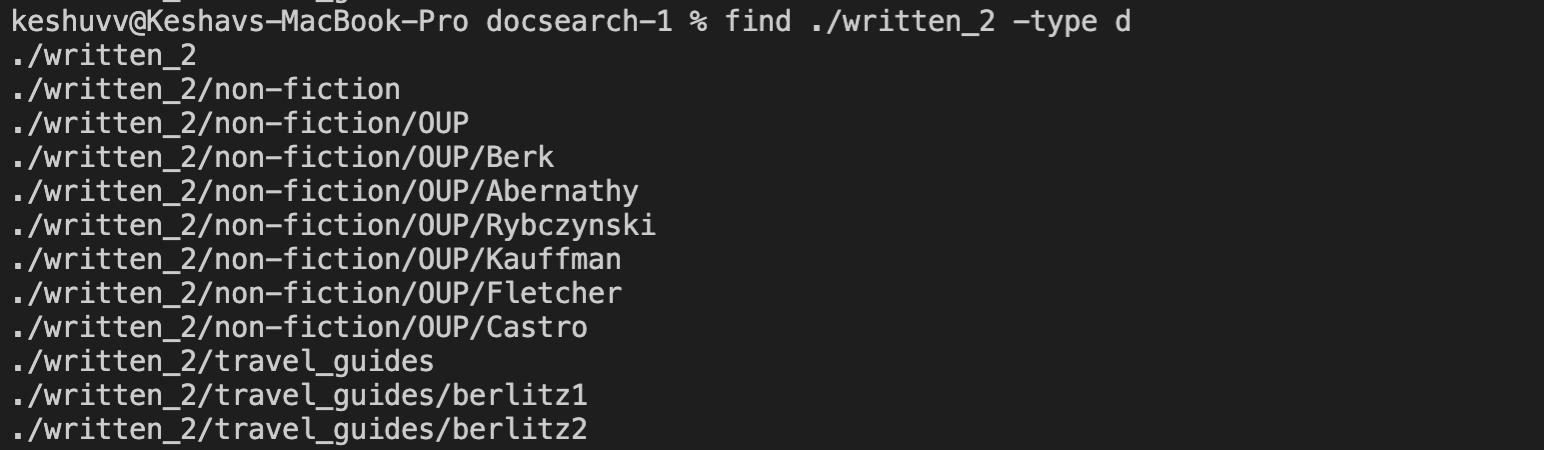 keshuvv@Keshavs-MacBook-Pro docsearch-1 % find ./written_2 -type d
./written_2
./written_2/non-fiction
./written_2/non-fiction/OUP
./written_2/non-fiction/OUP/Berk
./written_2/non-fiction/OUP/Abernathy
./written_2/non-fiction/OUP/Rybczynski
./written_2/non-fiction/OUP/Kauffman
./written_2/non-fiction/OUP/Fletcher
./written_2/non-fiction/OUP/Castro
./written_2/travel_guides
./written_2/travel_guides/berlitz1
./written_2/travel_guides/berlitz2